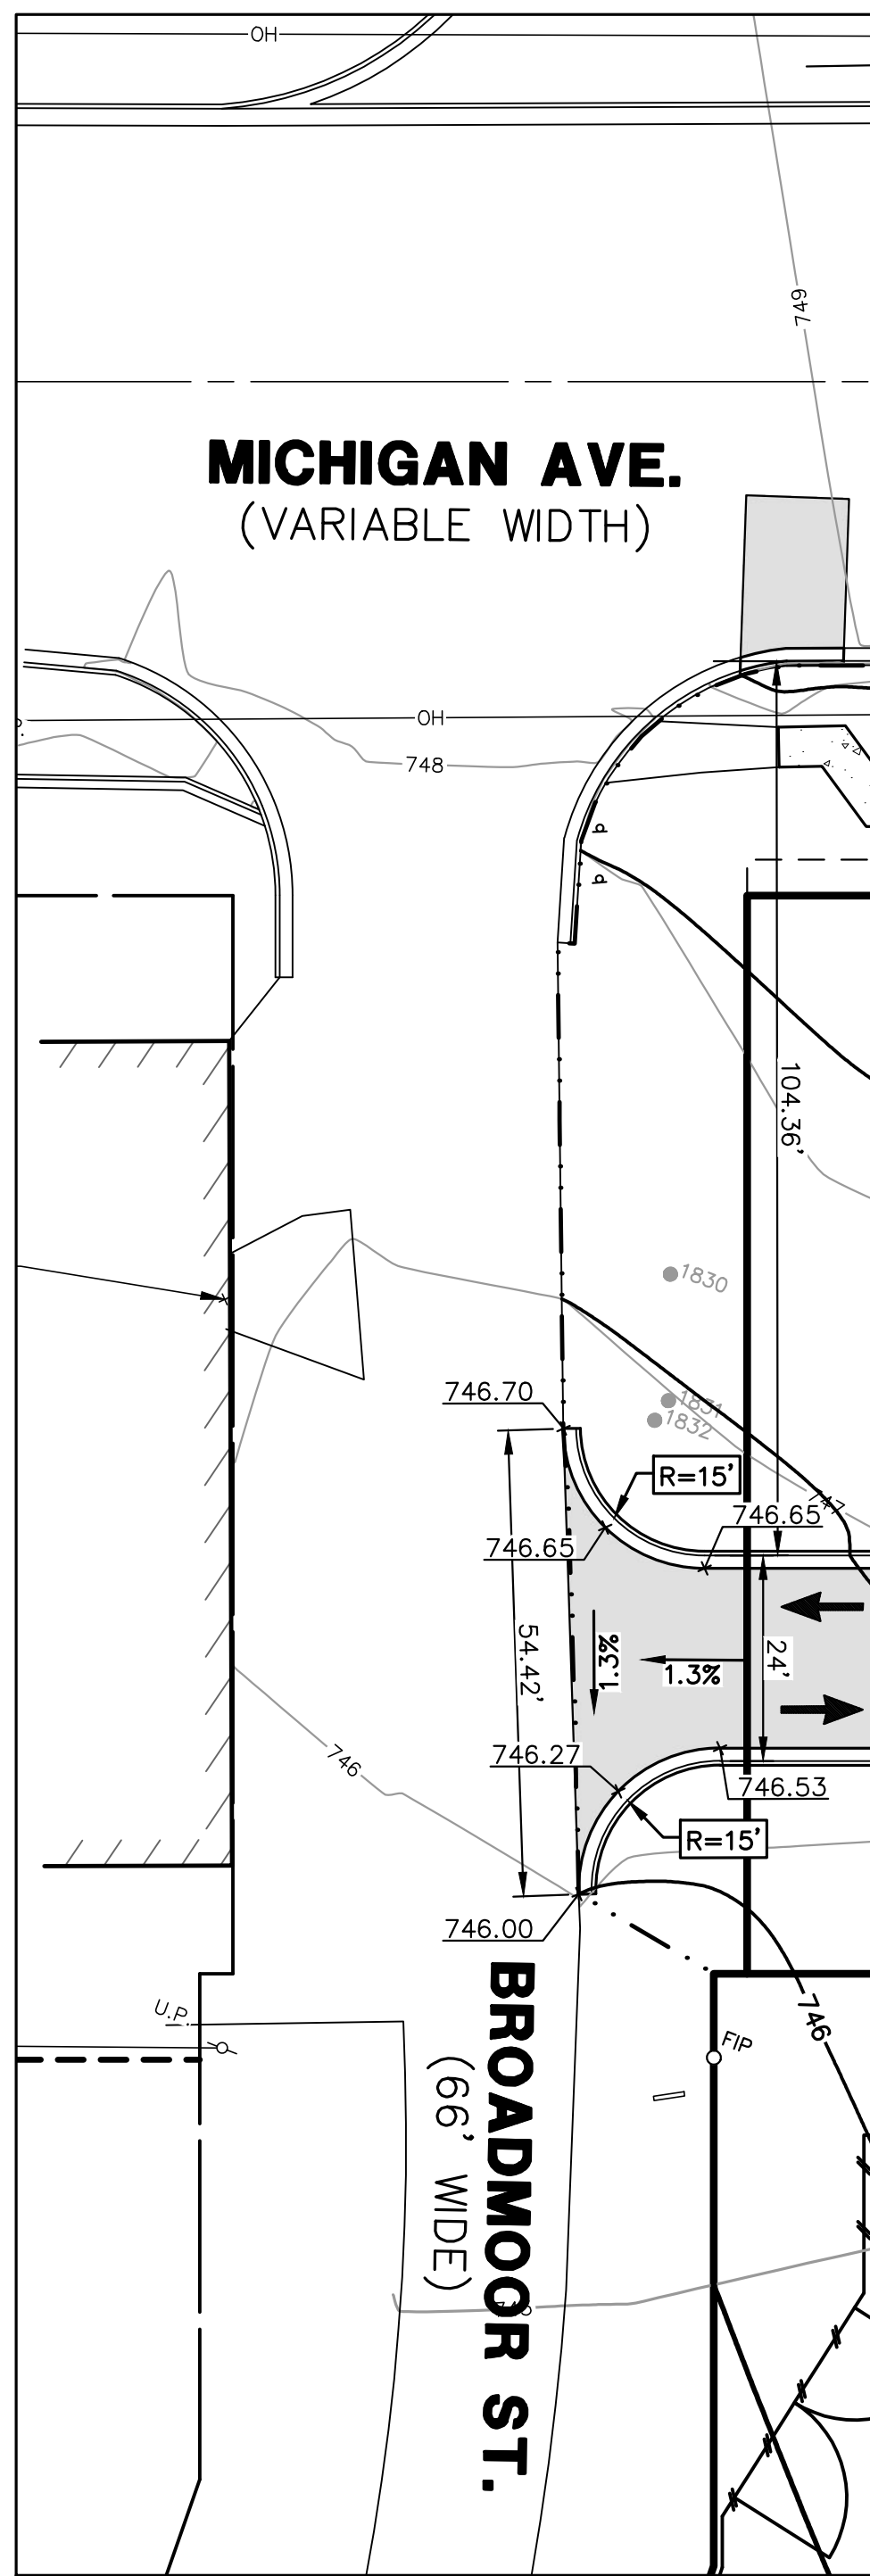 OH
749
MICHIGAN AVE.
(VARIABLE WIDTH)
OH
748
104.36'
1830
746.70
1831
1832
R=15'
747
746.65
746.65
54.42'
1.3%
1.3%
24'
746.27
746
746.53
R=15'
746.00
U.P.
746
FIP
BROADMOOR ST.
(66' WIDE)